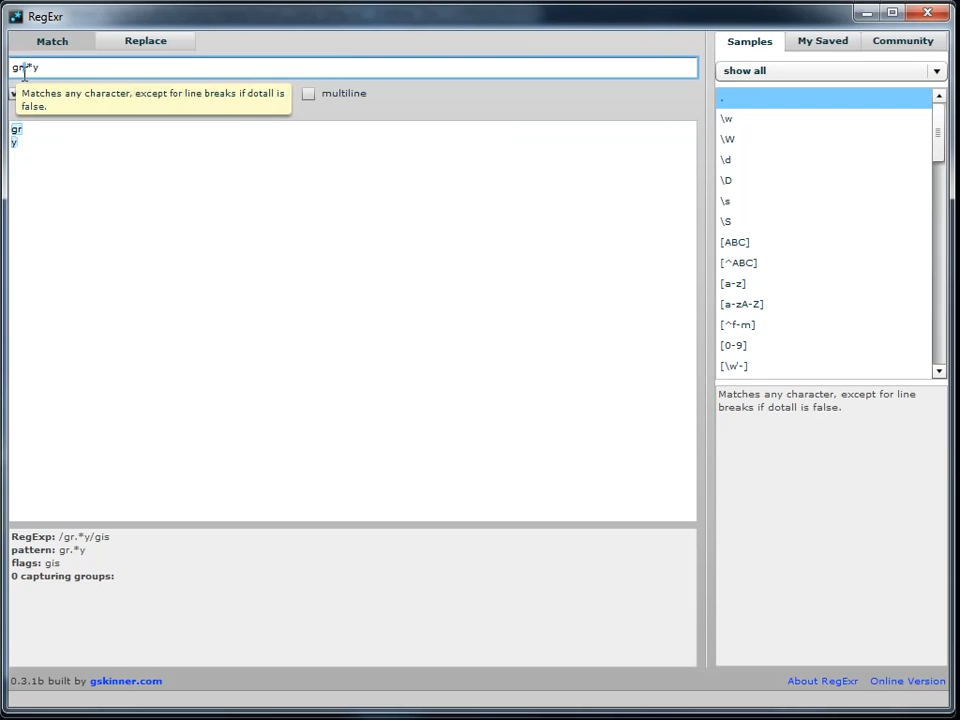 RegExr
Match
Replace
Samples
My Saved
Community
gr.*y
show all
Matches any character, except for line breaks if dotall is
false.
multiline
gr
y
.
\w
\W
\d
\D
\s
\S
[ABC]
[^ABC]
[a-z]
[a-zA-Z]
[^f-m]
[0-9]
[\w'-]
Matches any character, except for line
breaks if dotall is false.
RegExp: /gr.*y/gis
pattern: gr.*y
flags: gis
0 capturing groups:
0.3.1b built by gskinner.com
About RegExr
Online Version